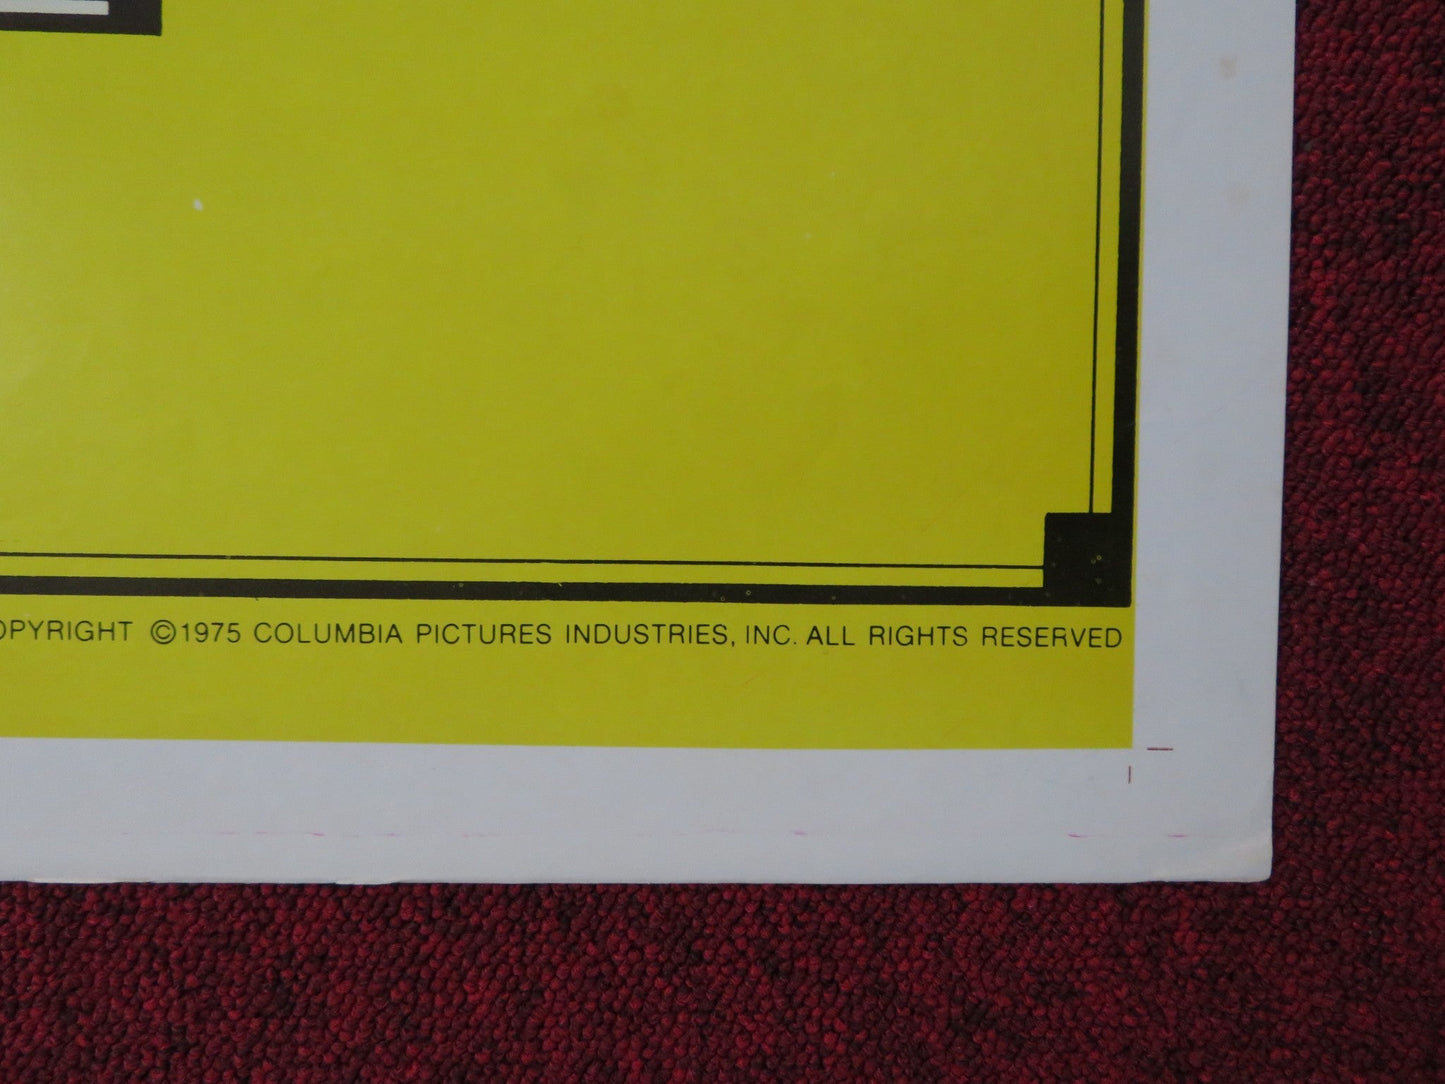 OPYRIGHT ©1975 COLUMBIA PICTURES INDUSTRIES, INC. ALL RIGHTS RESERVED